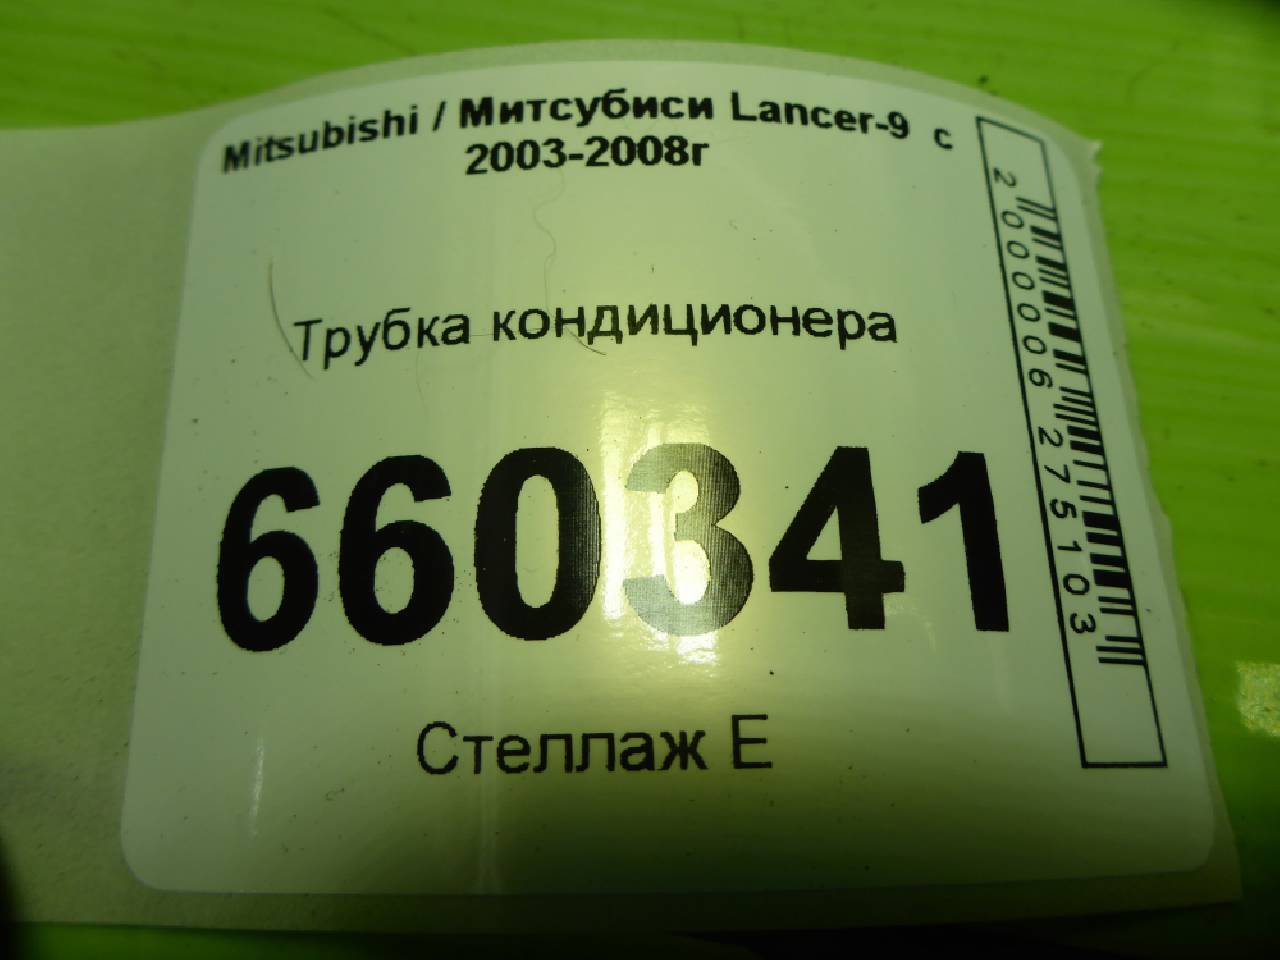 Mitsubishi / Митсубиси Lancer-9 с
2003-2008г
Трубка кондиционера
660341
Стеллаж Е
2000006275103